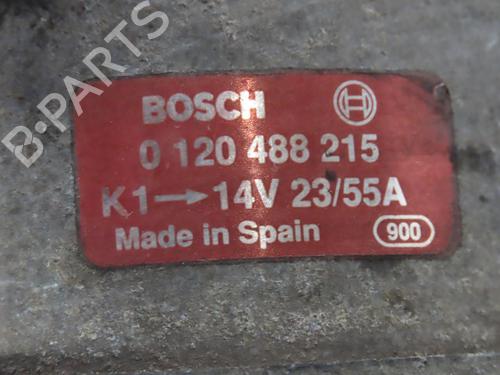 B-PARTS
BOSCH
0 120 488 215
K1→14V 23/55A
Made in Spain 900